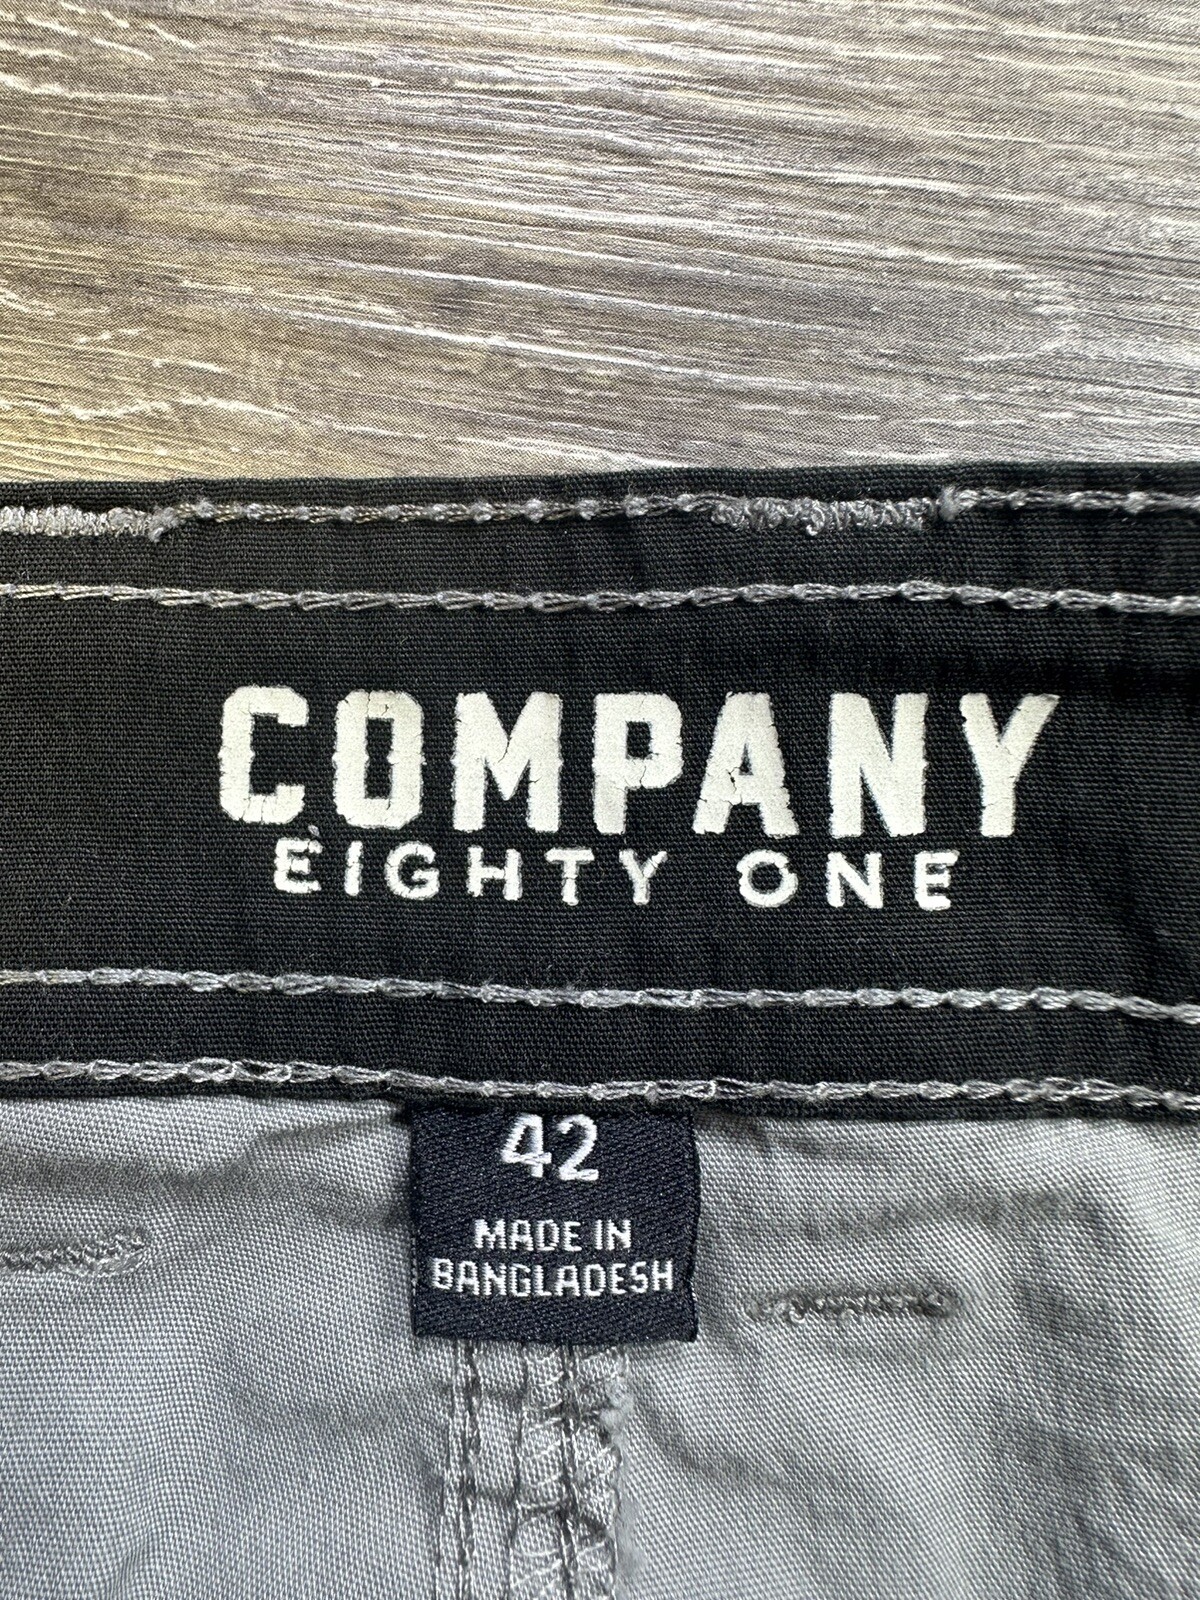 COMPANY
EIGHTY ONE
42
MADE IN
BANGLADESH